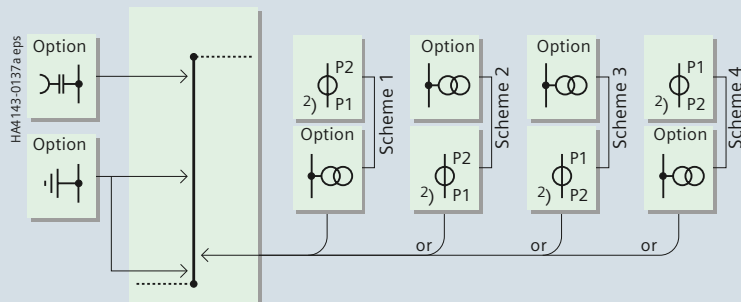 HA4143-0137a eps
Option
Option
P2
2) P1
Option
Scheme 1
Option
P2
2) P1
Scheme 2
Option
P1
2) P2
Scheme 3
P1
2) P2
Option
Scheme 4
or
or
or